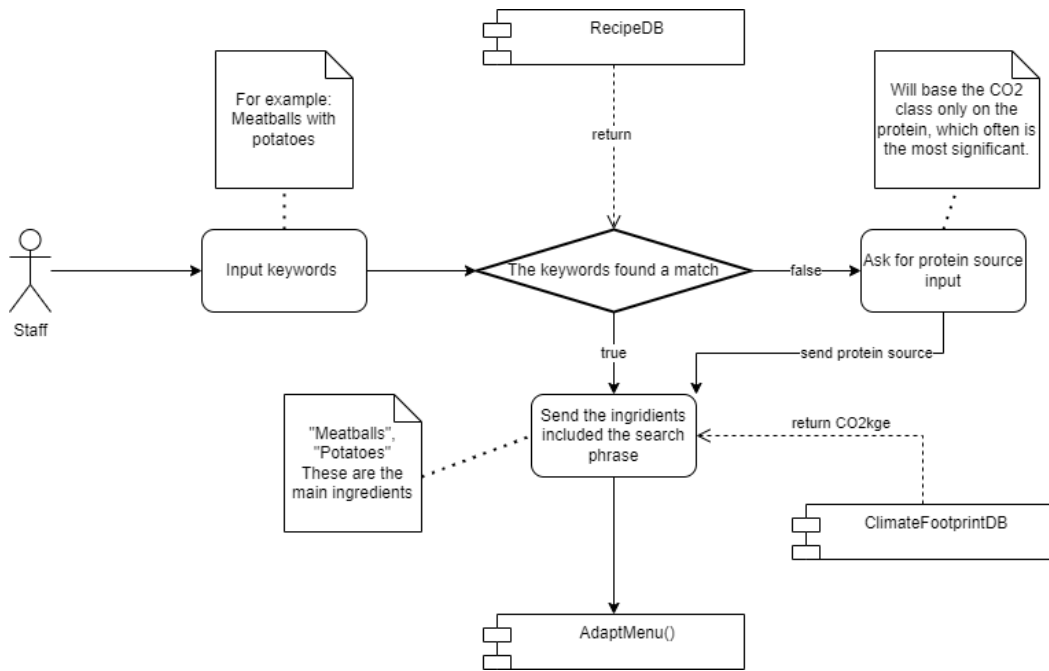 RecipeDB
For example:
Meatballs with
potatoes
Will base the CO2
class only on the
protein, which often is
the most significant.
return
Staff
Input keywords
The keywords found a match
false
Ask for protein source
input
true
send protein source
"Meatballs",
"Potatoes"
These are the
main ingredients
Send the ingridients
included the search
phrase
return CO2kge
ClimateFootprintDB
AdaptMenu()